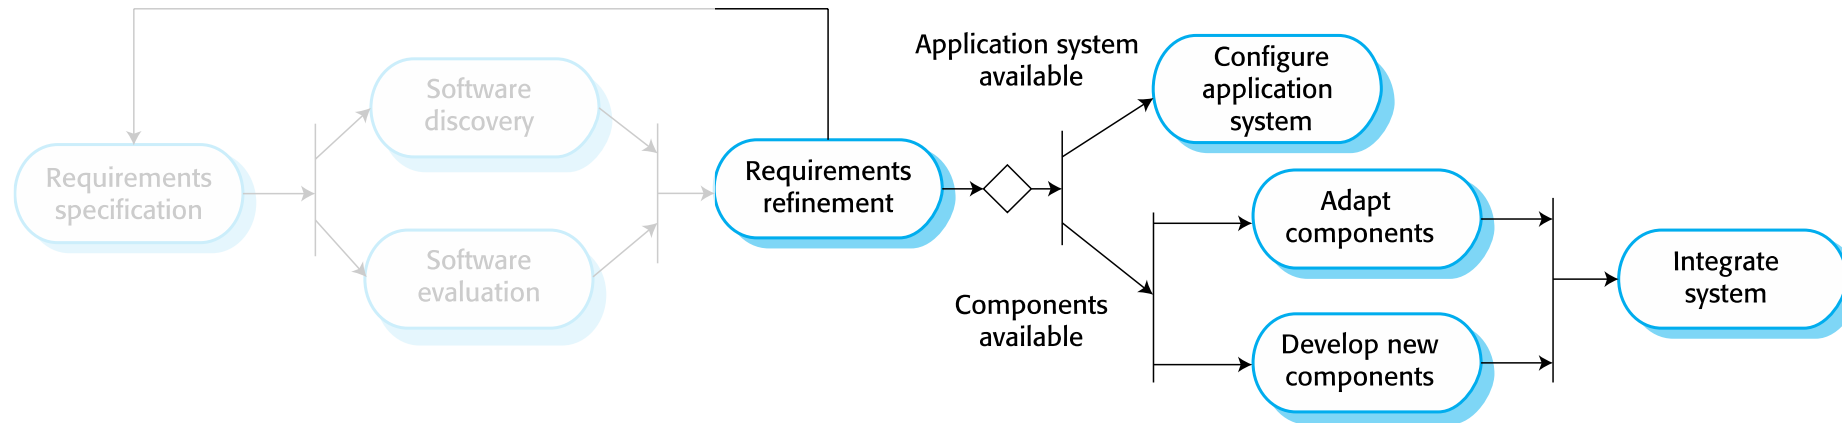 Requirements
specification
Software
discovery
Software
evaluation
Requirements
refinement
Application system
available
Configure
application
system
Components
available
Adapt
components
Develop new
components
Integrate
system